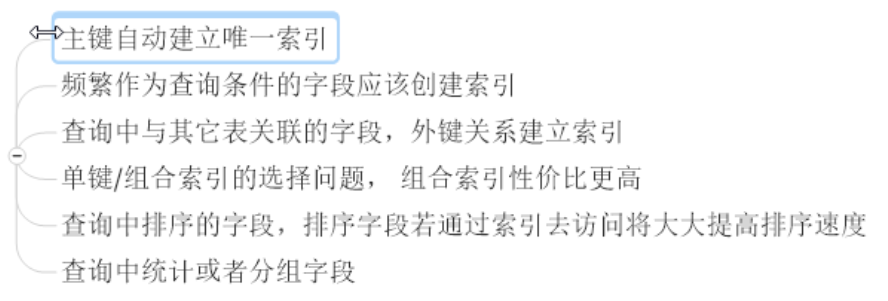 主键自动建立唯一索引
频繁作为查询条件的字段应该创建索引
查询中与其它表关联的字段，外键关系建立索引
单键/组合索引的选择问题， 组合索引性价比更高
查询中排序的字段，排序字段若通过索引去访问将大大提高排序速度
查询中统计或者分组字段